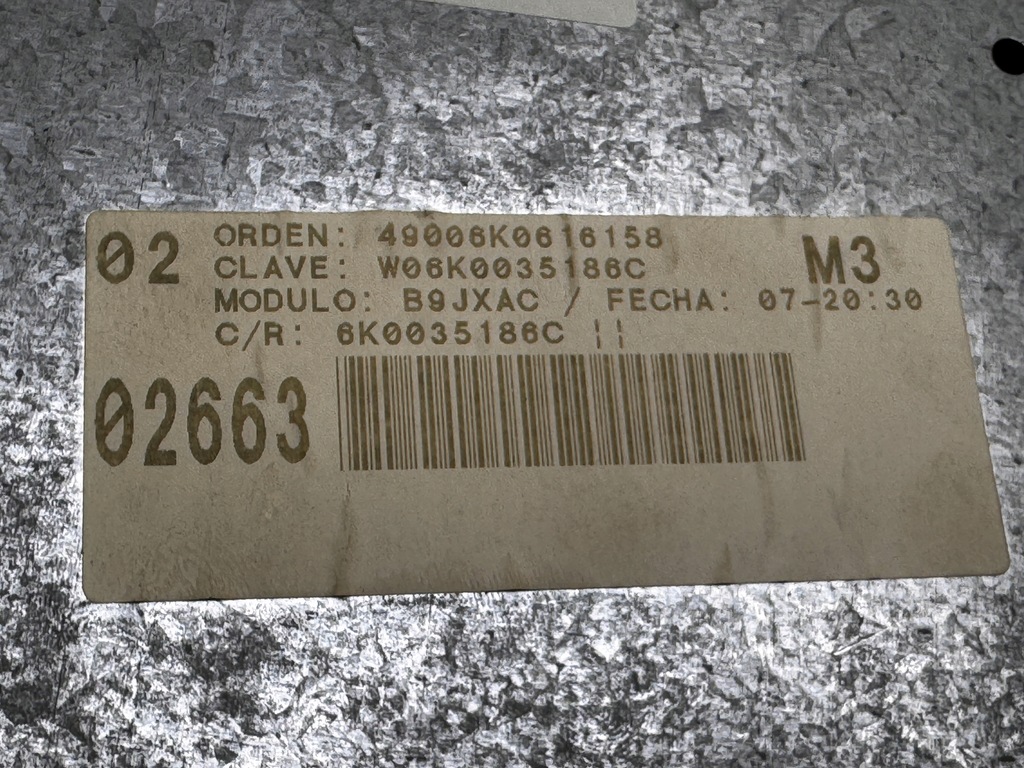 02
ORDEN: 49006K0616158
M3
CLAVE: W06K0035186C
MODULO: B9JXAC / FECHA: 07-20:30
C/R: 6K0035186C ¦¦
02663